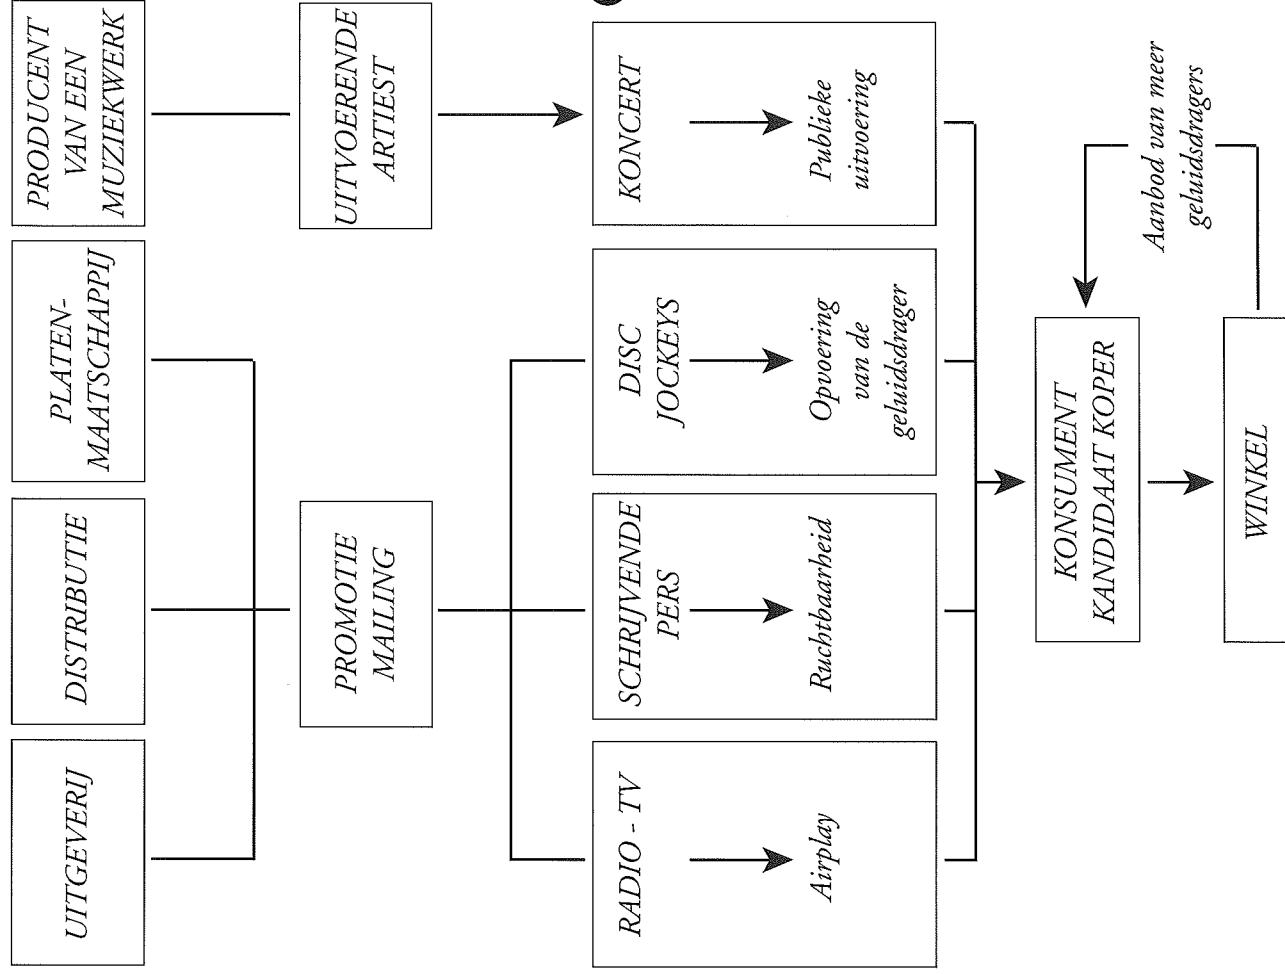 PRODUCENT
VAN EEN
MUZIEKWERK
PLATEN-
MAATSCHAPPIJ
DISTRIBUTIE
UITGEVERIJ
UITVOERENDE
ARTIEST
PROMOTIE
MAILING
KONCERT
Publieke
uitvoering
DISC
JOCKEYS
Opvoering
van de
geluidsdrager
SCHRIJVENDE
PERS
Ruchtbaarheid
RADIO - TV
Airplay
KONSUMENT
KANDIDAAT KOPER
Aanbod van meer
geluidsdragers
WINKEL